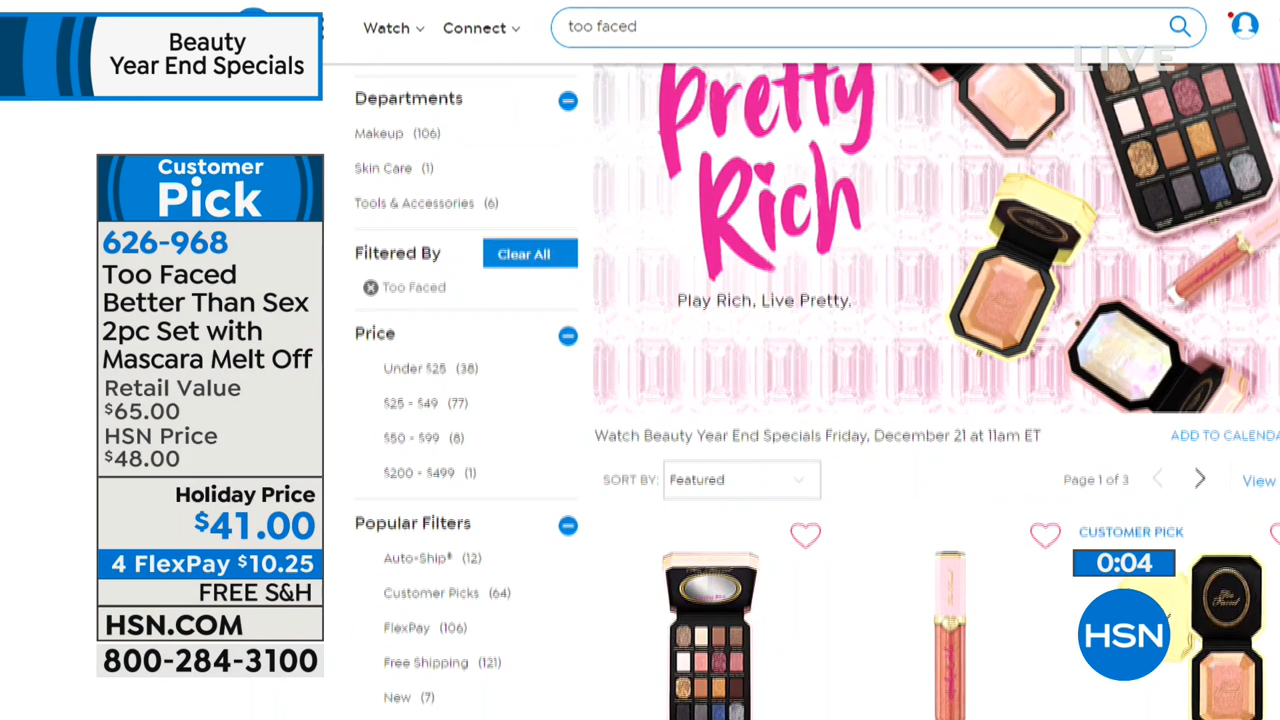 Beauty
Year End Specials
Watch
Connect
too faced
LIVE
Customer
Pick
626-968
Too Faced
Better Than Sex
2pc Set with
Mascara Melt Off
Retail Value
$65.00
HSN Price
$48.00
Holiday Price
$41.00
4 FlexPay $10.25
FREE S&H
HSN.COM
800-284-3100
Departments
Makeup (106)
Skin Care (1)
Tools & Accessories (6)
Filtered By
Clear All
Too Faced
Price
Under $25 (38)
$25 - $49 (77)
$50 - $99 (8)
$200 - $499 (1)
Popular Filters
Auto-Ship® (12)
Customer Picks (64)
FlexPay (106)
Free Shipping (121)
New (7)
Pretty
Rich
Play Rich, Live Pretty.
Watch Beauty Year End Specials Friday, December 21 at 11am ET
ADD TO CALENDA
SORT BY: Featured
Page 1 of 3
View
CUSTOMER PICK
0:04
HSN
Too
Faced